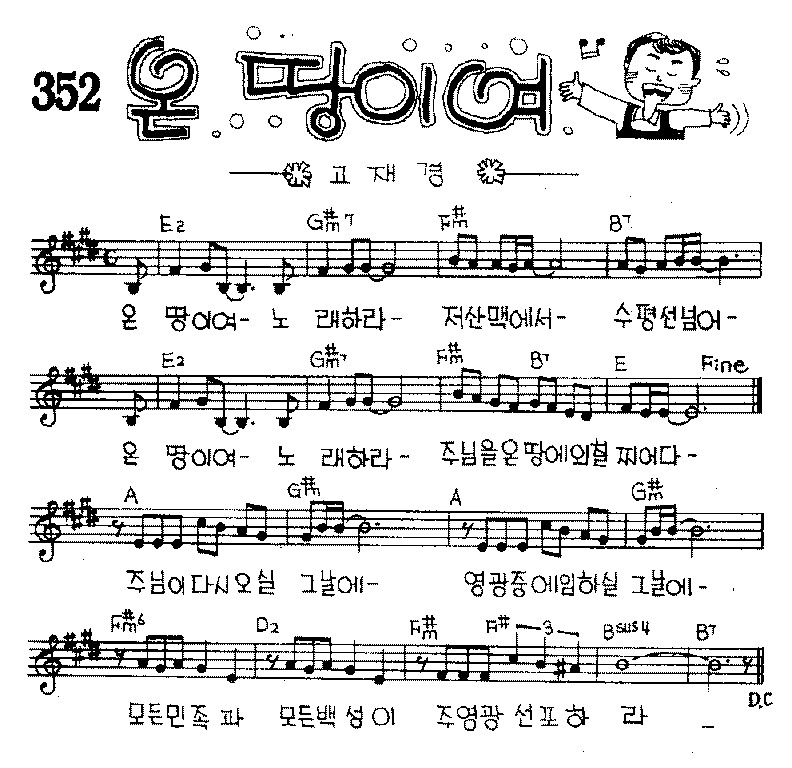 352 온 땅이여
고재경
E2 G#m7 F#m B7
온 땅이여- 노 래하라- 저산맥에서- 수평선넘어-
E2 G#m7 F#m B7 E Fine
온 땅이여- 노 래하라- 주님을온땅에외칠찌어다-
A G#m A G#m
주님이다시오실 그날에- 영광중에임하실 그날에-
F#m6 D2 F#m F# 3 Bsus4 B7
모든민족과 모든백성이 주영광선포하라 -
D.C